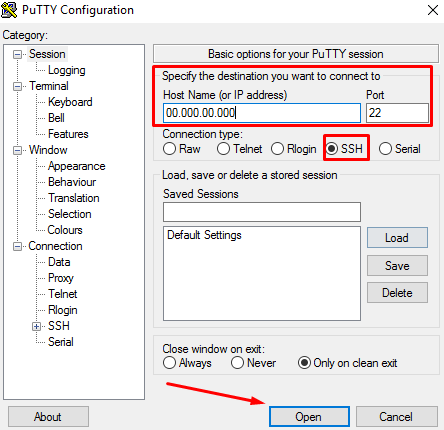 PuTTY Configuration
Category:
Session
Logging
Terminal
Keyboard
Bell
Features
Window
Appearance
Behaviour
Translation
Selection
Colours
Connection
Data
Proxy
Telnet
Rlogin
SSH
Serial
Basic options for your PuTTY session
Specify the destination you want to connect to
Host Name (or IP address) Port
00.000.00.000 22
Connection type:
Raw Telnet Rlogin SSH Serial
Load, save or delete a stored session
Saved Sessions
Default Settings
Load
Save
Delete
Close window on exit:
Always Never Only on clean exit
About Open Cancel